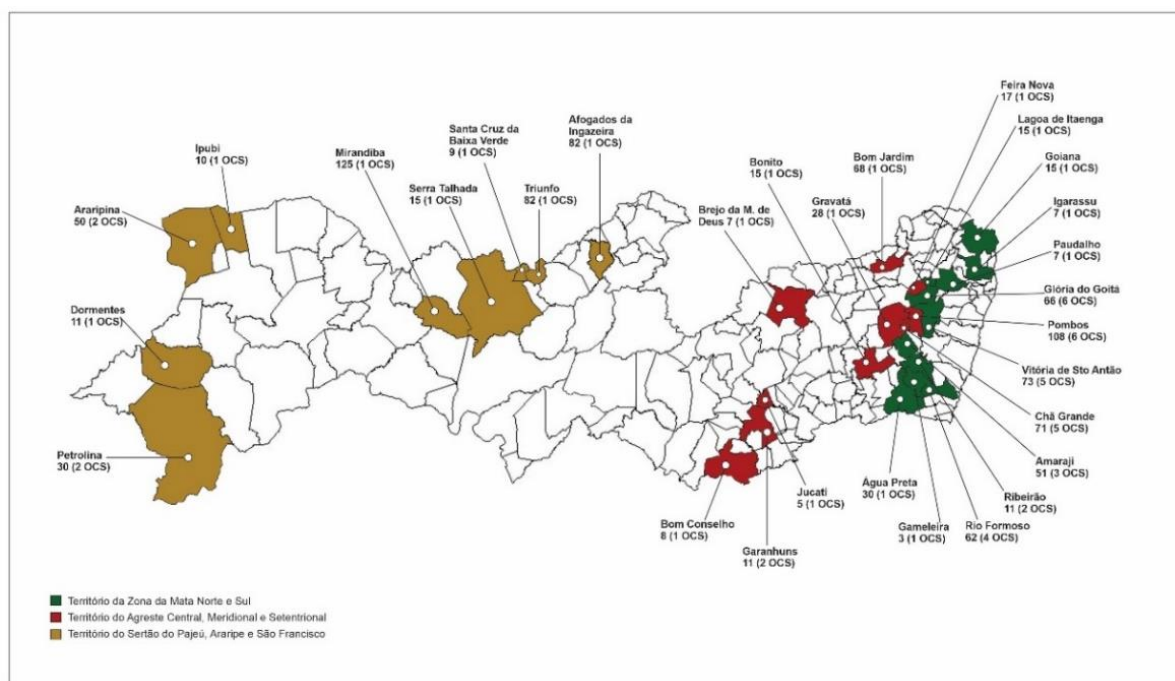 Feira Nova
17 (1 OCS)
Lagoa de Itaenga
15 (1 OCS)
Goiana
15 (1 OCS)
Igarassu
7 (1 OCS)
Paudalho
7 (1 OCS)
Glória do Goitá
66 (6 OCS)
Pombos
108 (6 OCS)
Vitória de Sto Antão
73 (5 OCS)
Chã Grande
71 (5 OCS)
Amaraji
51 (3 OCS)
Ribeirão
11 (2 OCS)
Rio Formoso
62 (4 OCS)
Gameleira
3 (1 OCS)
Água Preta
30 (1 OCS)
Bom Jardim
68 (1 OCS)
Gravatá
28 (1 OCS)
Bonito
15 (1 OCS)
Brejo da M. de
Deus 7 (1 OCS)
Jucati
5 (1 OCS)
Garanhuns
11 (2 OCS)
Bom Conselho
8 (1 OCS)
Afogados da
Ingazeira
82 (1 OCS)
Triunfo
82 (1 OCS)
Santa Cruz da
Baixa Verde
9 (1 OCS)
Serra Talhada
15 (1 OCS)
Mirandiba
125 (1 OCS)
Ipubi
10 (1 OCS)
Araripina
50 (2 OCS)
Dormentes
11 (1 OCS)
Petrolina
30 (2 OCS)
Território da Zona da Mata Norte e Sul
Território do Agreste Central, Meridional e Setentrional
Território do Sertão do Pajeú, Araripe e São Francisco